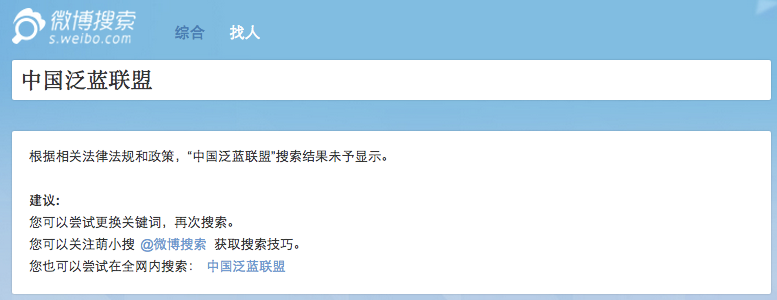 微博搜索
s.weibo.com
综合 找人
中国泛蓝联盟
根据相关法律法规和政策，“中国泛蓝联盟”搜索结果未予显示。
建议：
您可以尝试更换关键词，再次搜索。
您可以关注萌小搜 @微博搜索 获取搜索技巧。
您也可以尝试在全网内搜索： 中国泛蓝联盟